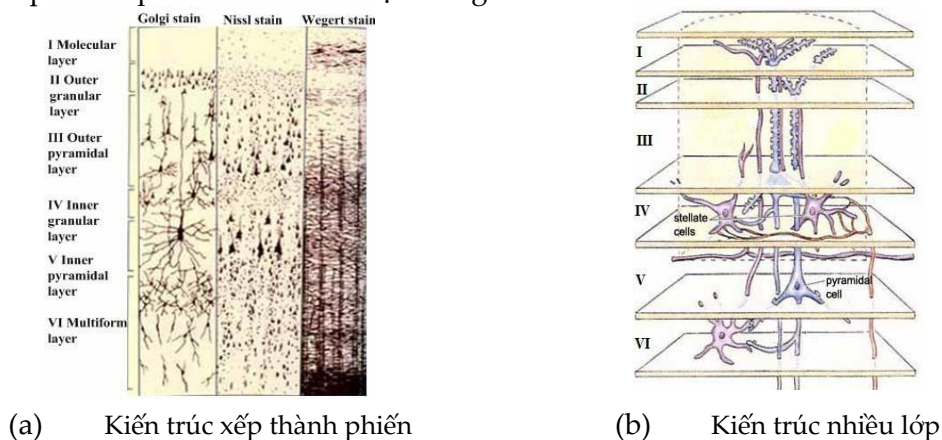 Golgi stain Nissl stain Wegert stain
I Molecular
layer
II Outer
granular
layer
III Outer
pyramidal
layer
IV Inner
granular
layer
V Inner
pyramidal
layer
VI Multiform
layer
I
II
III
IV
stellate
cells
V
pyramidal
cell
VI
(a) Kiến trúc xếp thành phiến
(b) Kiến trúc nhiều lớp